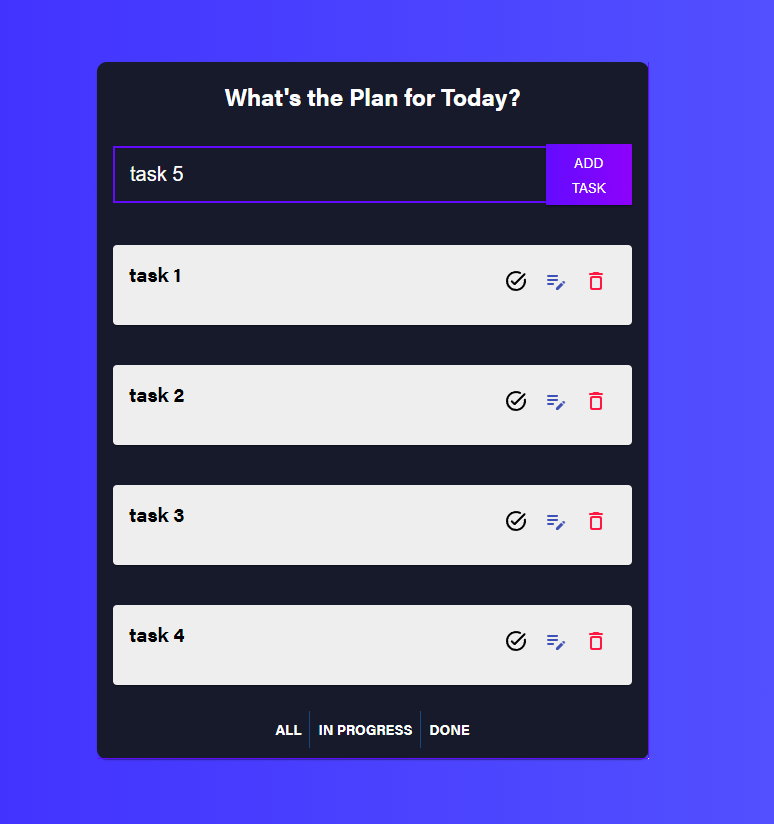 What's the Plan for Today?
task 5
ADD
TASK
task 1
task 2
task 3
task 4
ALL
IN PROGRESS
DONE